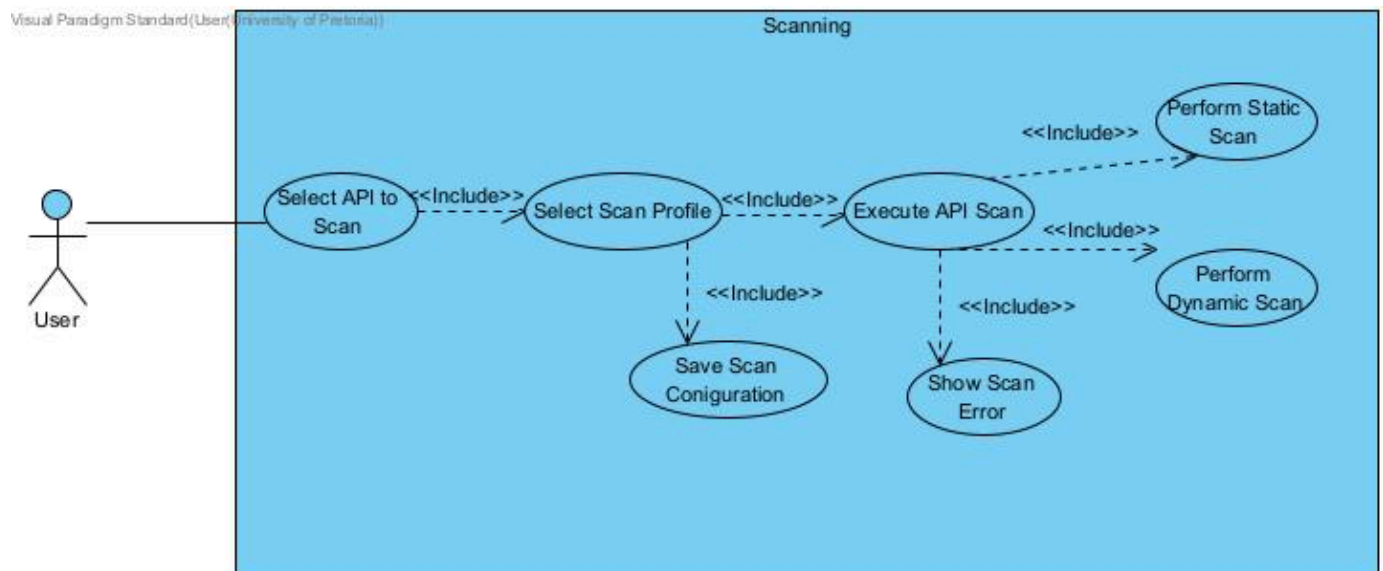 Visual Paradigm Standard(User(University of Pretoria))
Scanning
Perform Static
Scan
<<Include>>
Select API to
Scan
<<Include>>
Select Scan Profile
<<Include>>
Execute API Scan
<<Include>>
Perform
Dynamic Scan
<<Include>>
<<Include>>
User
Save Scan
Coniguration
Show Scan
Error